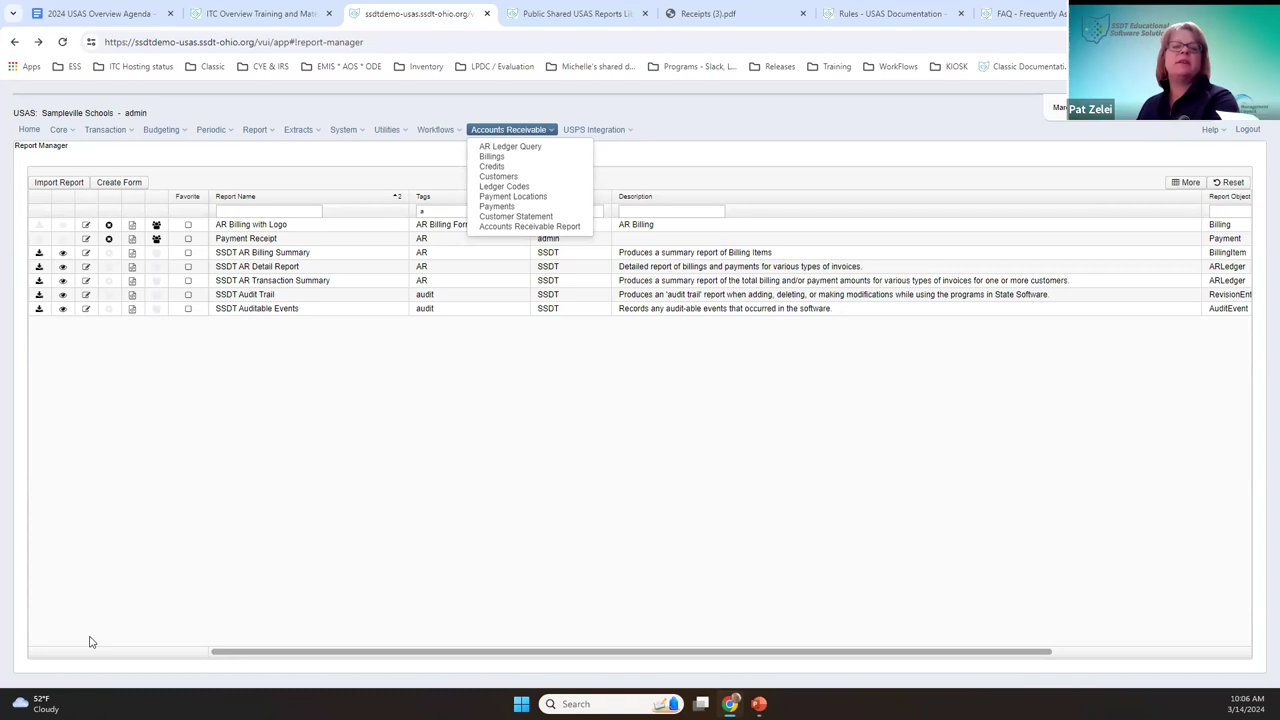 2024 USAS Overview Agenda -
ITC Overview Training and Mate
ssdtdemo-usas.ssdt-ohio.org/v
Public Shared USAS Reports Li
Receipts (3).pdf
Rules - USAS Documentation -
FAQ - Frequently As
https://ssdtdemo-usas.ssdt-ohio.org/vui/app#!report-manager
Apps ESS ITC Hosting status Classic CYE & IRS EMIS * AOS * ODE Inventory LPDC / Evaluation Michelle's shared d... Programs - Slack, L... Releases Training WorkFlows KIOSK Classic Documentati...
SSDT Educational
Software Solution
Pat Zelei
USAS: Sampleville Schools - admin
Home Core Transaction Budgeting Periodic Report Extracts System Utilities Workflows Accounts Receivable USPS Integration Help Logout
Report Manager
AR Ledger Query
Billings
Credits
Customers
Ledger Codes
Payment Locations
Payments
Customer Statement
Accounts Receivable Report
Import Report Create Form More Reset
Favorite Report Name 2 Tags Description Report Object
a
AR Billing with Logo AR Billing For AR Billing Billing
Payment Receipt AR admin Payment
SSDT AR Billing Summary AR SSDT Produces a summary report of Billing Items BillingItem
SSDT AR Detail Report AR SSDT Detailed report of billings and payments for various types of invoices. ARLedger
SSDT AR Transaction Summary AR SSDT Produces a summary report of the total billing and/or payment amounts for various types of invoices for one or more customers. ARLedger
SSDT Audit Trail audit SSDT Produces an 'audit trail' report when adding, deleting, or making modifications while using the programs in State Software. RevisionEnt
SSDT Auditable Events audit SSDT Records any audit-able events that occurred in the software. AuditEvent
52°F
Cloudy
Search
10:06 AM
3/14/2024